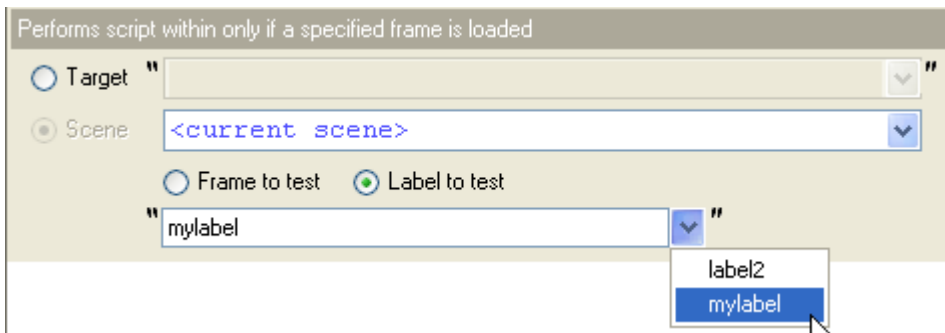 Performs script within only if a specified frame is loaded
Target " "
Scene <current scene>
Frame to test Label to test
" mylabel "
label2
mylabel